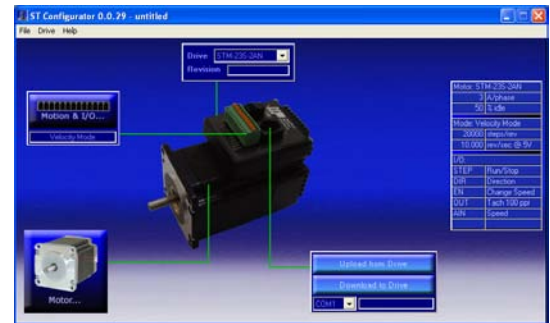 ST Configurator 0.0.29 - untitled
File Drive Help
Drive STM-23S-2AN
Revision
Motion & I/O...
Velocity Mode
Motor: STM-23S-2AN
3 A/phase
50 % idle
Mode: Velocity Mode
20000 steps/rev
10.000 rev/sec @ 5V
I/O:
STEP Run/Stop
DIR Direction
EN Change Speed
OUT Tach 100 ppr
AIN Speed
Motor...
Upload from Drive
Download to Drive
COM1